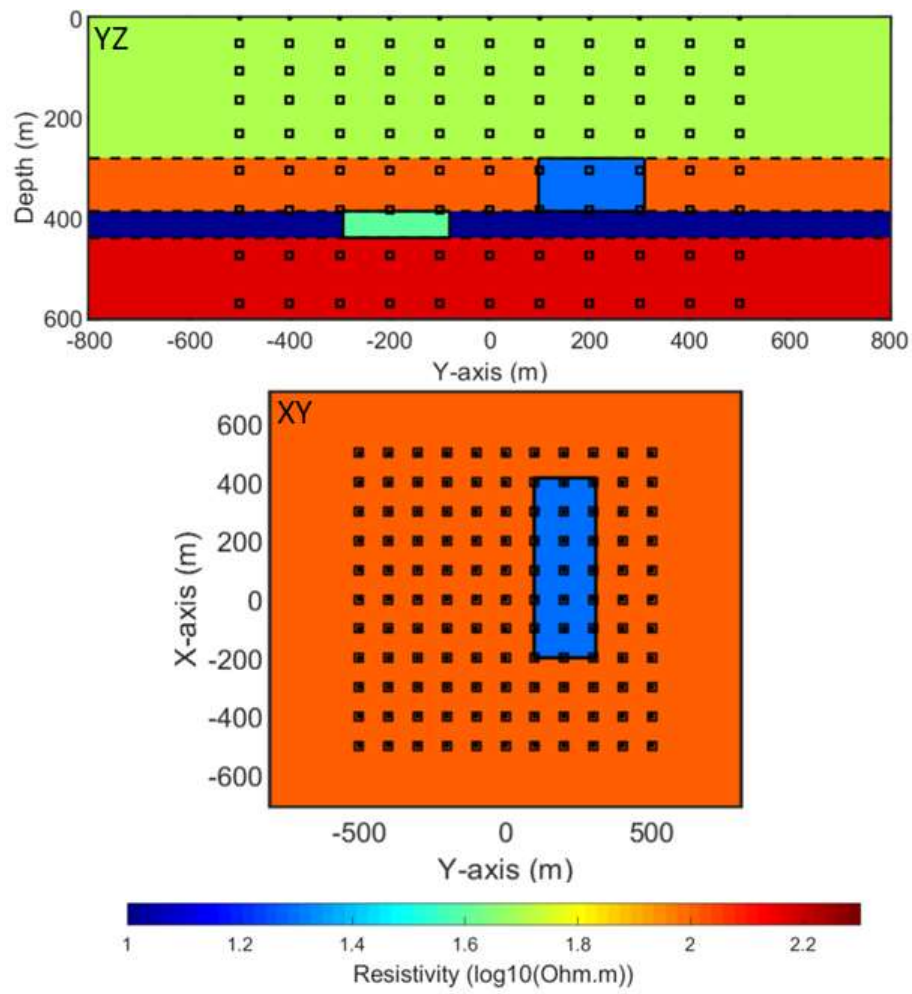 YZ
0
200
400
600
Depth (m)
-800 -600 -400 -200 0 200 400 600 800
Y-axis (m)
XY
600
400
200
0
-200
-400
-600
X-axis (m)
-500 0 500
Y-axis (m)
1 1.2 1.4 1.6 1.8 2 2.2
Resistivity (log10(Ohm.m))